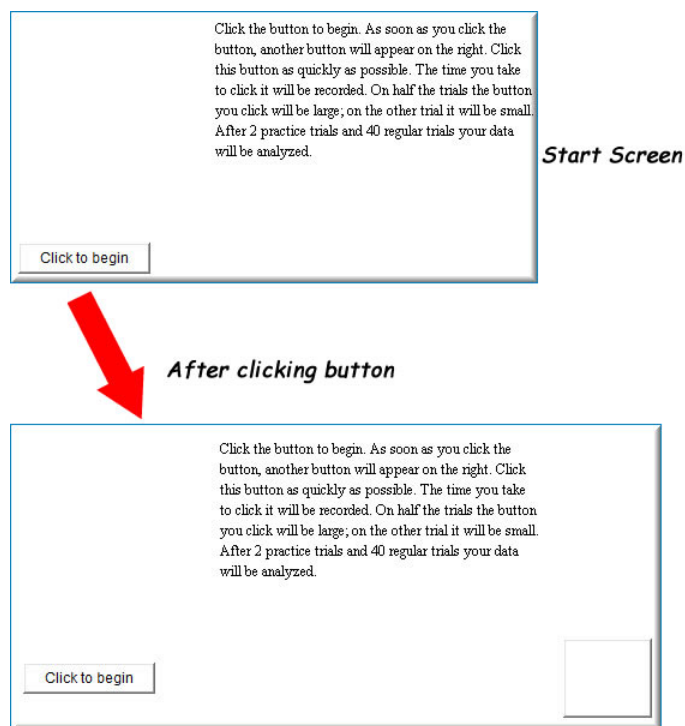 Click the button to begin. As soon as you click the
button, another button will appear on the right. Click
this button as quickly as possible. The time you take
to click it will be recorded. On half the trials the button
you click will be large; on the other trial it will be small.
After 2 practice trials and 40 regular trials your data
will be analyzed.
Start Screen
Click to begin
After clicking button
Click the button to begin. As soon as you click the
button, another button will appear on the right. Click
this button as quickly as possible. The time you take
to click it will be recorded. On half the trials the button
you click will be large; on the other trial it will be small.
After 2 practice trials and 40 regular trials your data
will be analyzed.
Click to begin